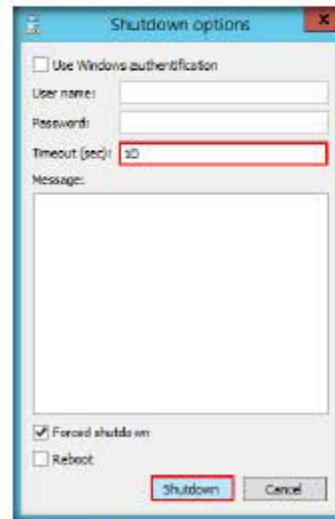 Shutdown options
x
Use Windows authentification
User name:
Password:
Timeout (sec): 10
Message:
Forced shutdown
Reboot
Shutdown Cancel